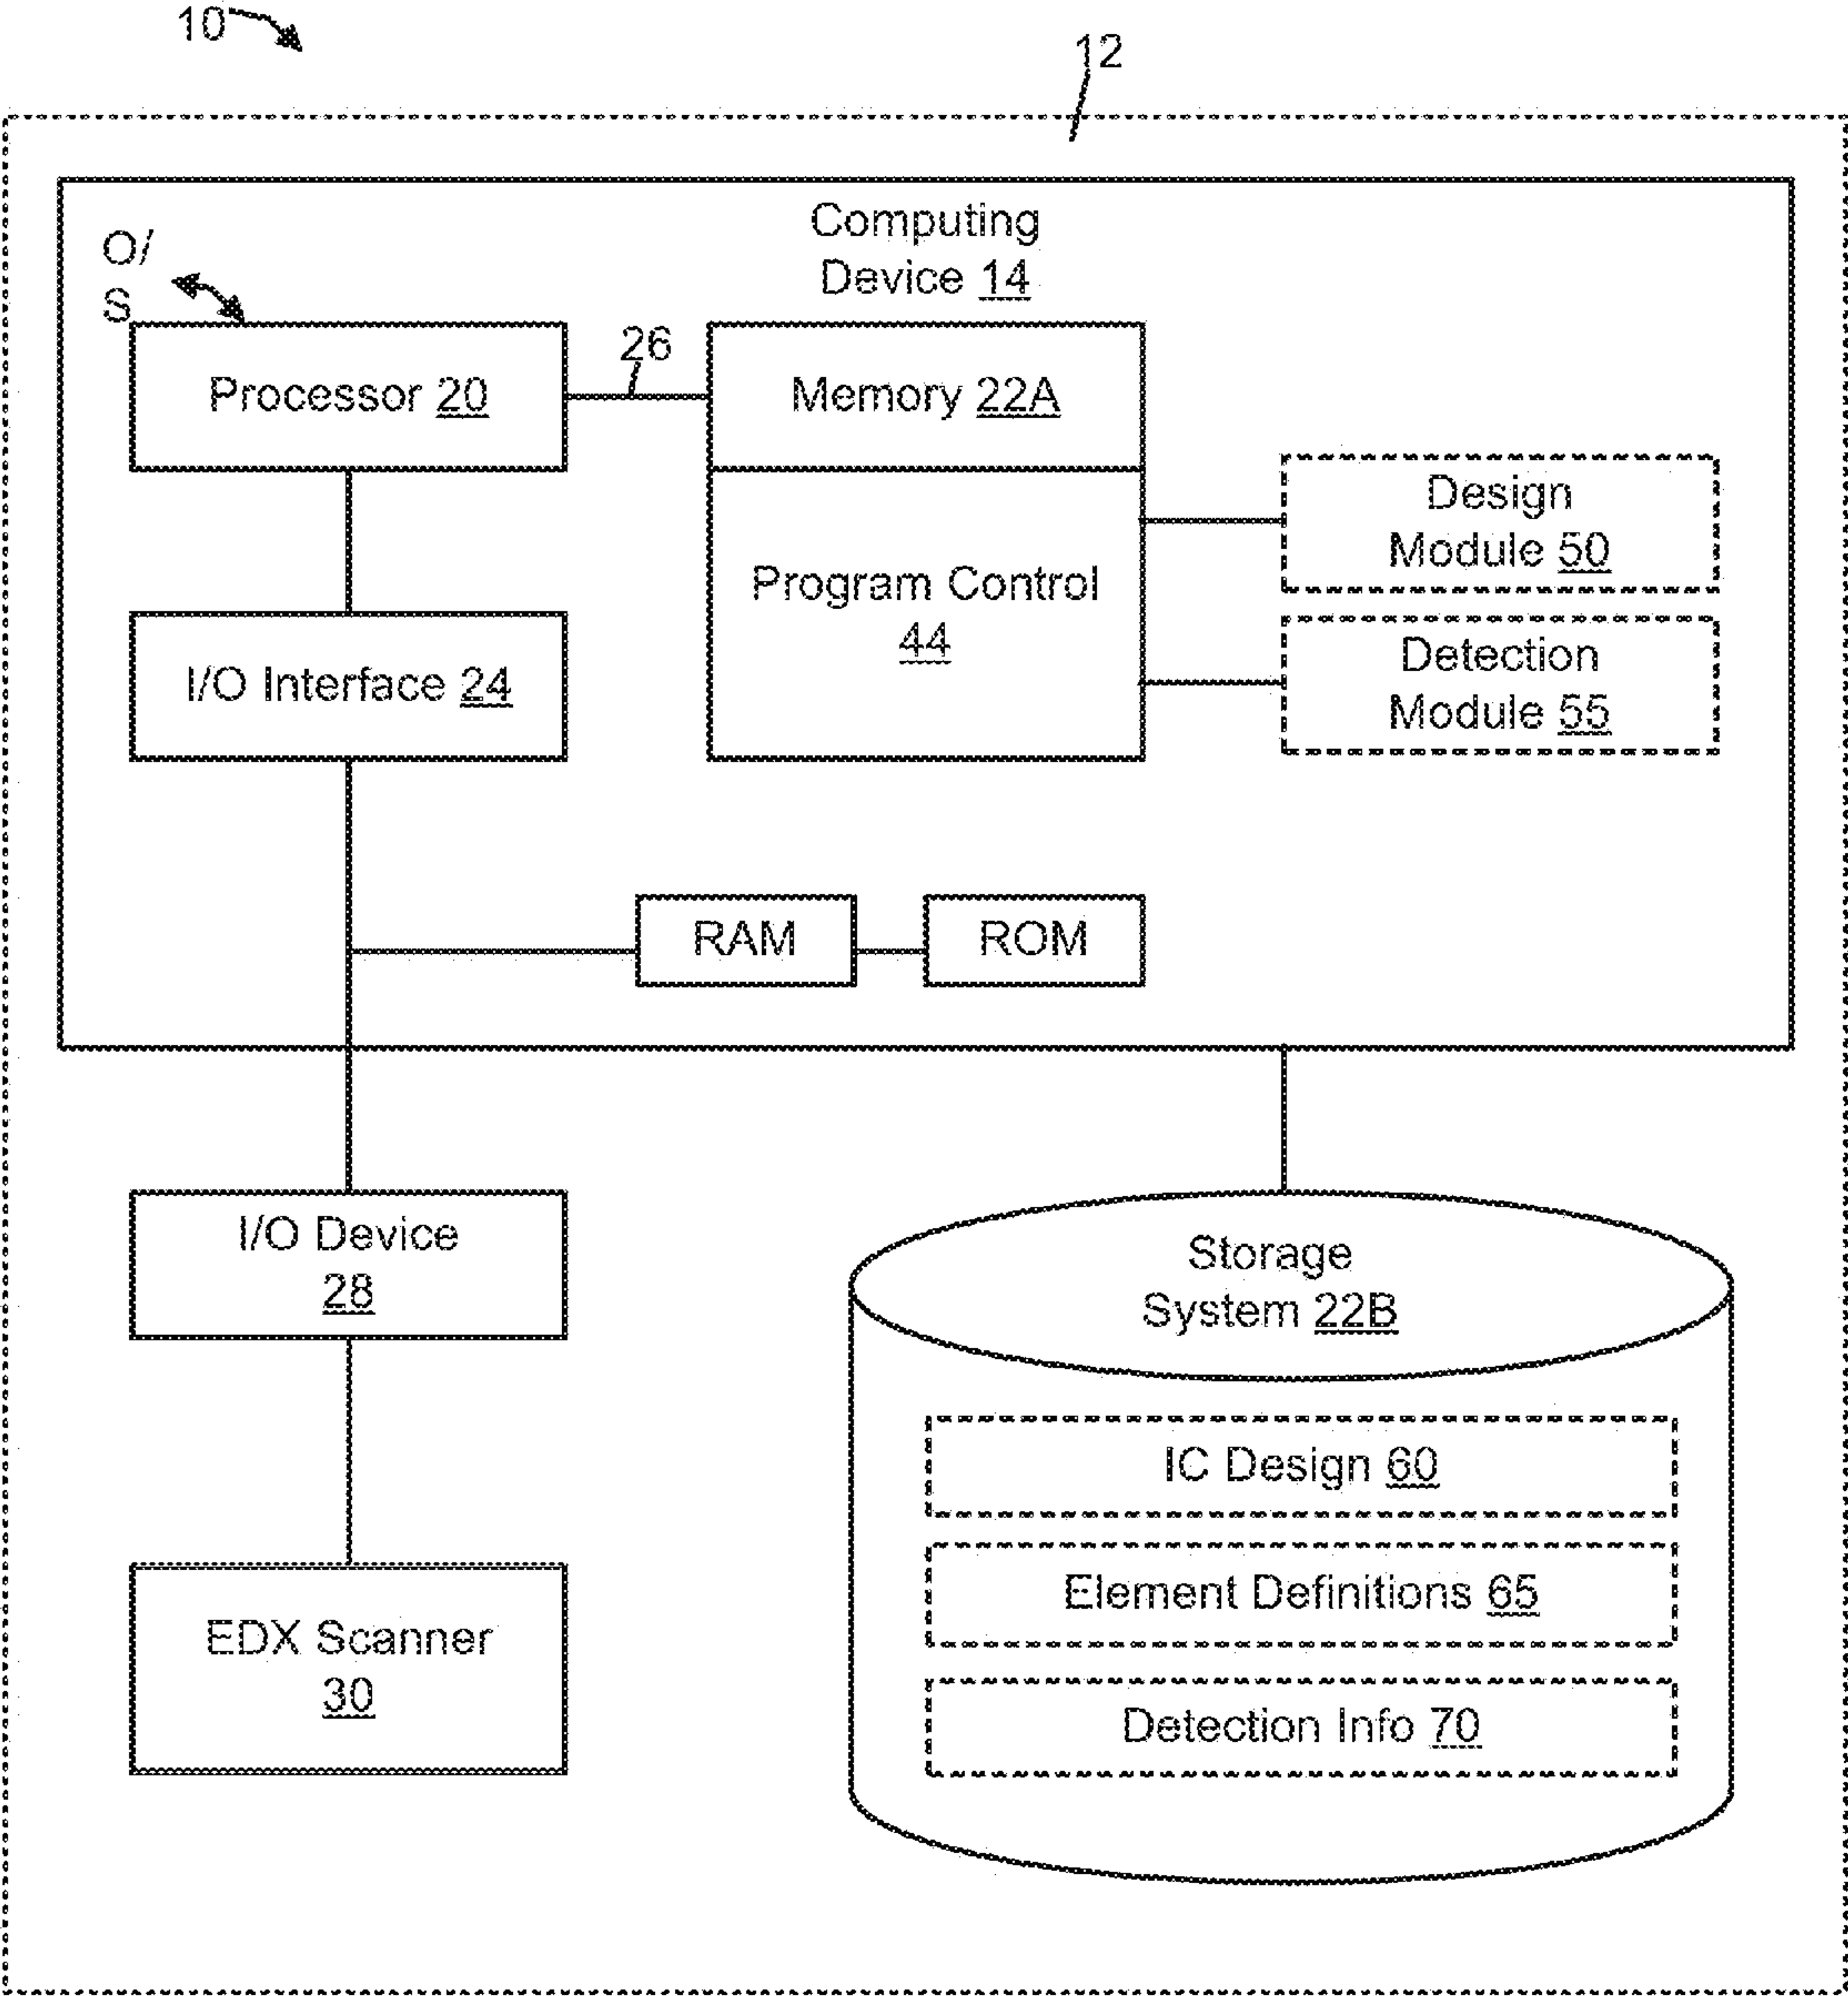 10
12
Computing
Device 14
O/
S
26
Processor 20
Memory 22A
Program Control
44
Design
Module 50
Detection
Module 55
I/O Interface 24
RAM
ROM
I/O Device
28
Storage
System 22B
IC Design 60
Element Definitions 65
Detection Info 70
EDX Scanner
30